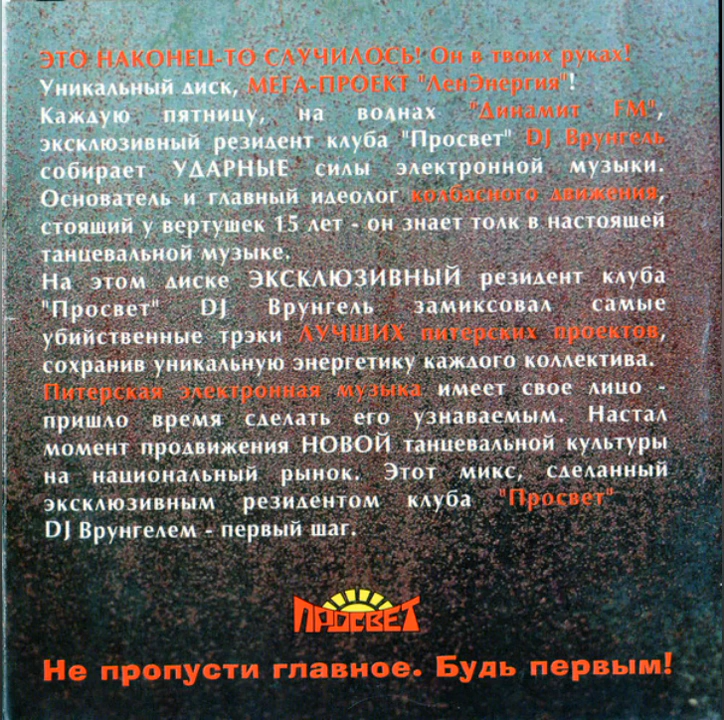 ЭТО НАКОНЕЦ-ТО СЛУЧИЛОСЬ! Он в твоих руках!
Уникальный диск, МЕГА-ПРОЕКТ "ЛенЭнергия"!
Каждую пятницу, на волнах "Динамит FM",
эксклюзивный резидент клуба "Просвет" DJ Врунгель
собирает УДАРНЫЕ силы электронной музыки.
Основатель и главный идеолог колбасного движения,
стоящий у вертушек 15 лет - он знает толк в настоящей
танцевальной музыке.
На этом диске ЭКСКЛЮЗИВНЫЙ резидент клуба
"Просвет" DJ Врунгель замиксовал самые
убийственные трэки ЛУЧШИХ питерских проектов,
сохранив уникальную энергетику каждого коллектива.
Питерская электронная музыка имеет свое лицо -
пришло время сделать его узнаваемым. Настал
момент продвижения НОВОЙ танцевальной культуры
на национальный рынок. Этот микс, сделанный
эксклюзивным резидентом клуба "Просвет"
DJ Врунгелем - первый шаг.
ПРОСВЕТ
Не пропусти главное. Будь первым!